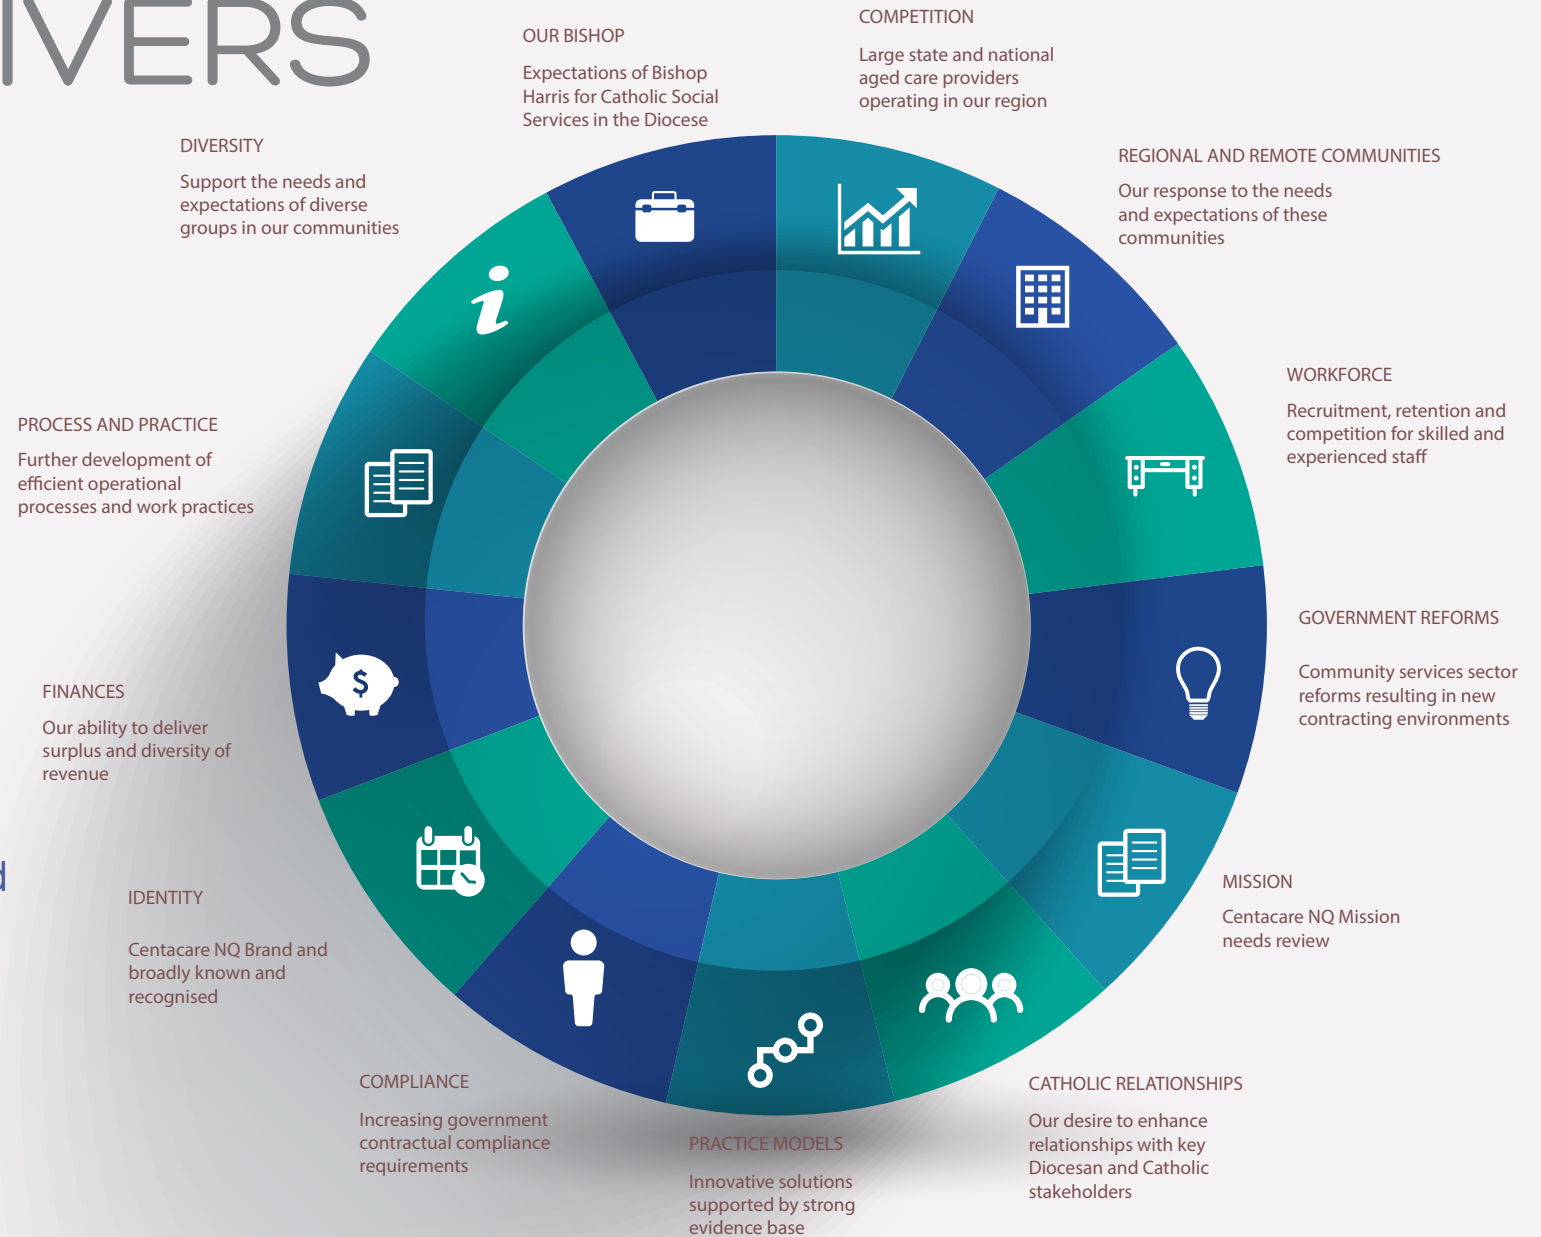 IVERS
OUR BISHOP
Expectations of Bishop
Harris for Catholic Social
Services in the Diocese
COMPETITION
Large state and national
aged care providers
operating in our region
REGIONAL AND REMOTE COMMUNITIES
Our response to the needs
and expectations of these
communities
WORKFORCE
Recruitment, retention and
competition for skilled and
experienced staff
GOVERNMENT REFORMS
Community services sector
reforms resulting in new
contracting environments
MISSION
Centacare NQ Mission
needs review
CATHOLIC RELATIONSHIPS
Our desire to enhance
relationships with key
Diocesan and Catholic
stakeholders
PRACTICE MODELS
Innovative solutions
supported by strong
evidence base
COMPLIANCE
Increasing government
contractual compliance
requirements
IDENTITY
Centacare NQ Brand and
broadly known and
recognised
FINANCES
Our ability to deliver
surplus and diversity of
revenue
$
PROCESS AND PRACTICE
Further development of
efficient operational
processes and work practices
DIVERSITY
Support the needs and
expectations of diverse
groups in our communities
i